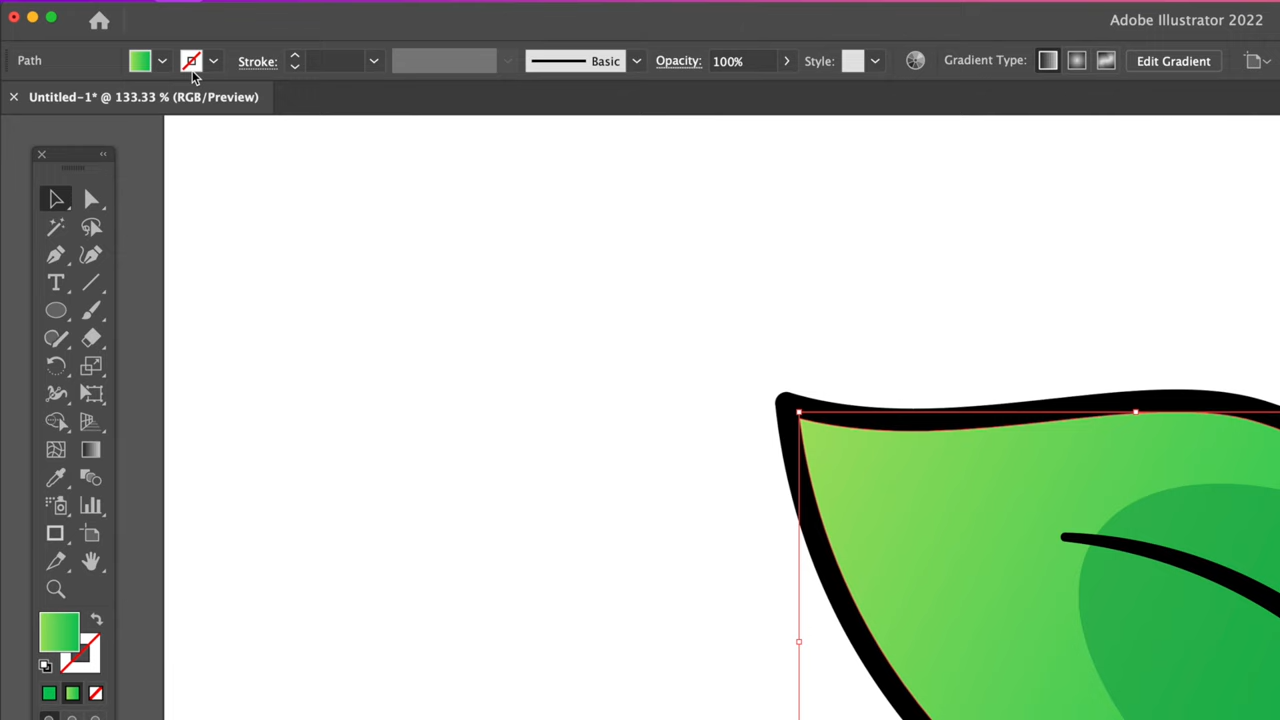 Adobe Illustrator 2022
Path Stroke: Basic Opacity: 100% Style: Gradient Type: Edit Gradient
× Untitled-1* @ 133.33 % (RGB/Preview)